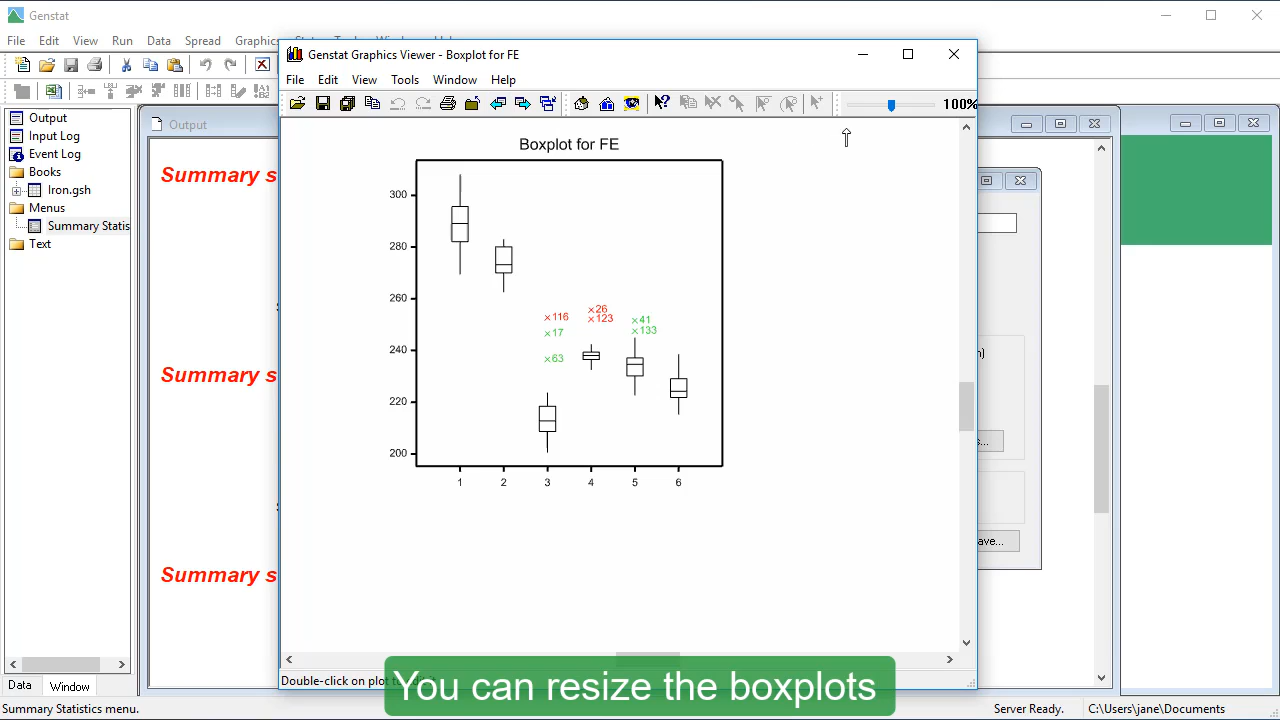 Genstat
File Edit View Run Data Spread Graphics
Genstat Graphics Viewer - Boxplot for FE
File Edit View Tools Window Help
100%
Output
Input Log
Event Log
Books
Iron.gsh
Menus
Summary Statis
Text
Output
Summary s
Summary s
Summary s
Boxplot for FE
300
280
260
240
220
200
×116
×17
×63
×26
×123
×41
×133
1 2 3 4 5 6
ave...
Data Window
Double-click on plot to
You can resize the boxplots
Summary Statistics menu.
Server Ready.
C:\Users\jane\Documents